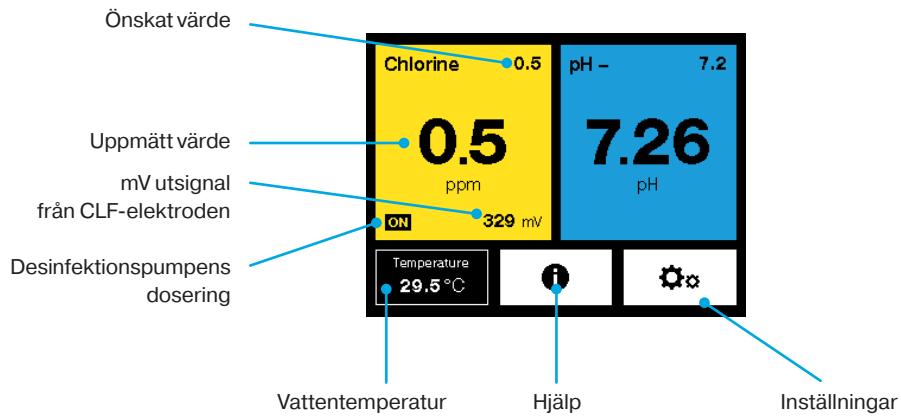 Önskat värde
Chlorine 0.5
pH – 7.2
Uppmätt värde
0.5
ppm
7.26
pH
mV utsignal
från CLF-elektroden
ON 329 mV
Desinfektionspumpens
dosering
Temperature
29.5°C
Vattentemperatur
Hjälp
Inställningar